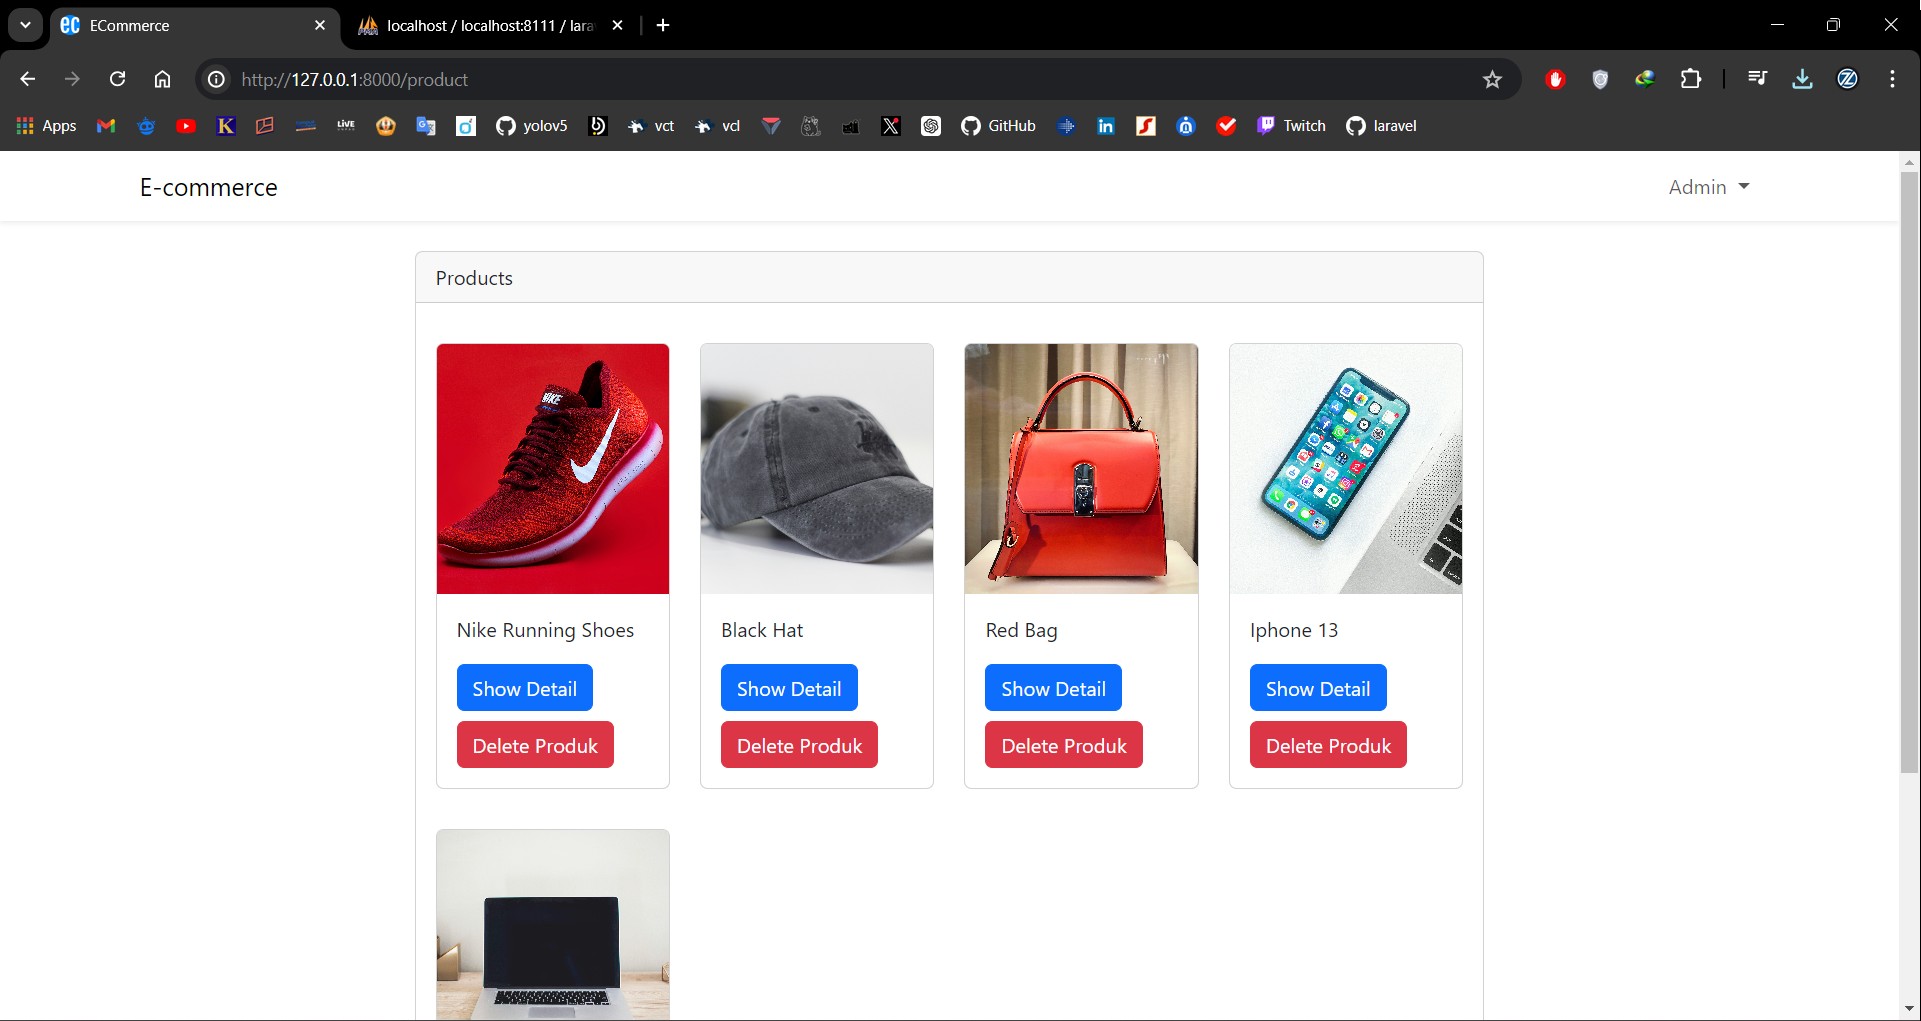 ECommerce
localhost / localhost:8111 / lara
http://127.0.0.1:8000/product
Apps
yolov5
vct
vcl
GitHub
Twitch
laravel
E-commerce
Admin
Products
NIKE
Nike Running Shoes
Show Detail
Delete Produk
Black Hat
Show Detail
Delete Produk
Red Bag
Show Detail
Delete Produk
Iphone 13
Show Detail
Delete Produk